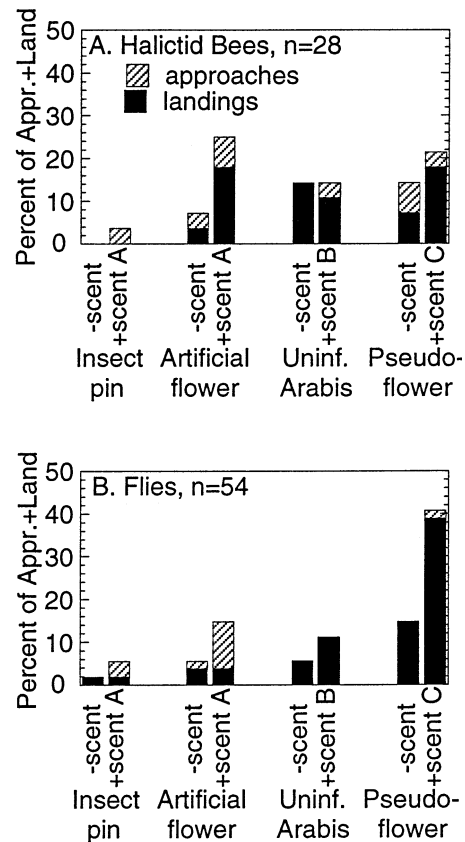 A. Halictid Bees, n=28
approaches
landings
Percent of Appr.+Land
50
40
30
20
10
0
-scent
+scent A
-scent
+scent A
-scent
+scent B
-scent
+scent C
Insect pin
Artificial flower
Uninf. Arabis
Pseudo-flower
B. Flies, n=54
Percent of Appr.+Land
50
40
30
20
10
0
-scent
+scent A
-scent
+scent A
-scent
+scent B
-scent
+scent C
Insect pin
Artificial flower
Uninf. Arabis
Pseudo-flower